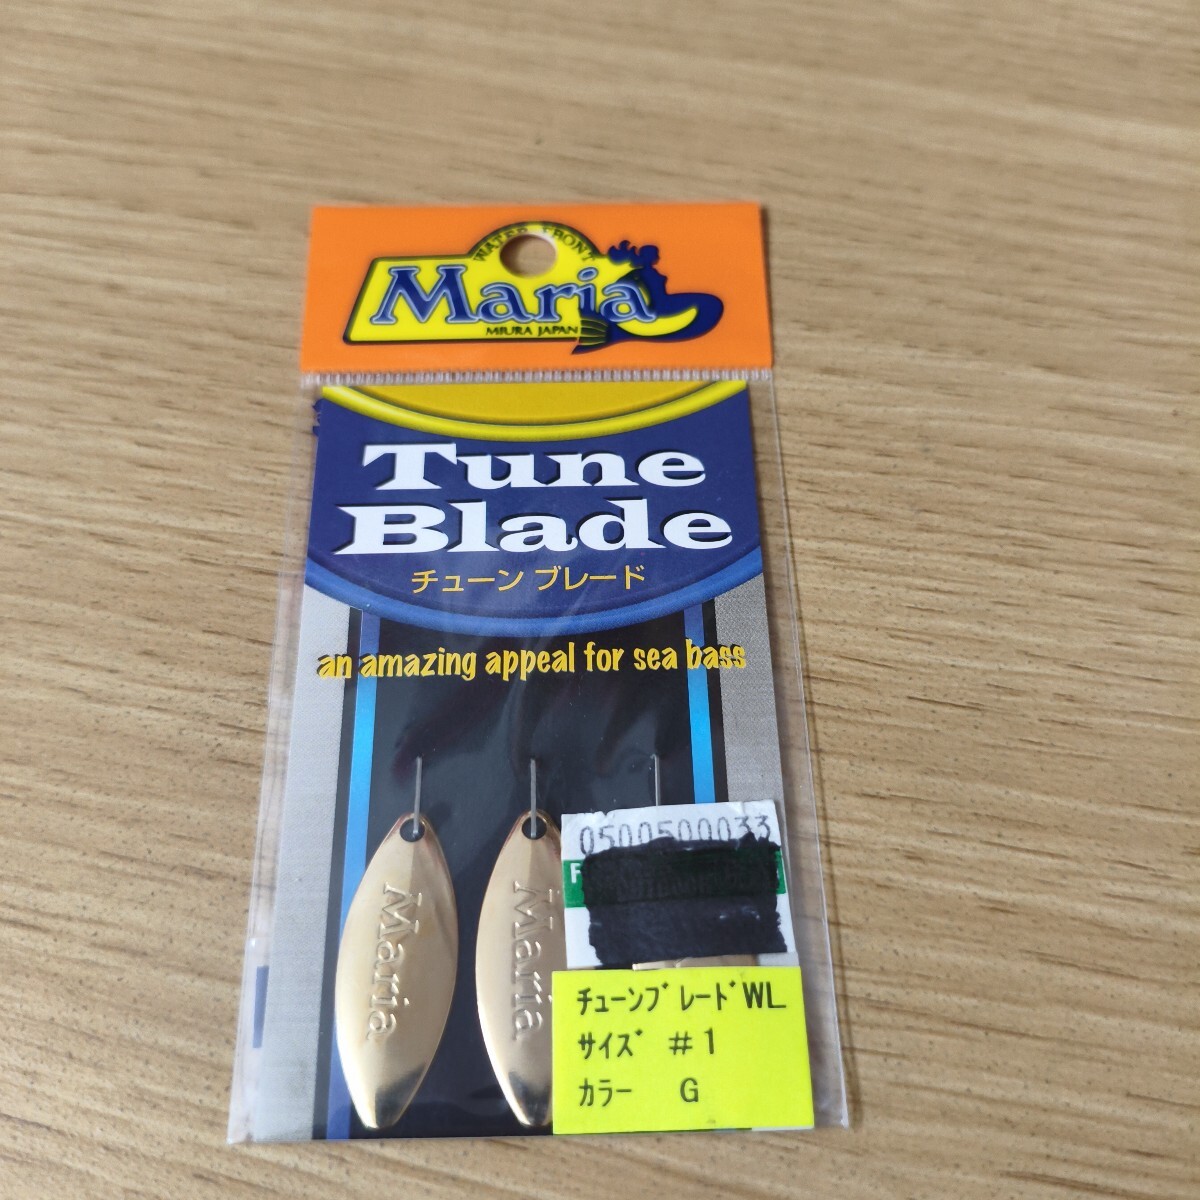 WATER FRONT
Maria
MIURA JAPAN
Tune
Blade
チューン ブレード
an amazing appeal for sea bass
0500500033
F
Maria
Maria
ﾁｭｰﾝﾌﾞﾚｰﾄﾞWL
ｻｲｽﾞ #1
ｶﾗｰ G